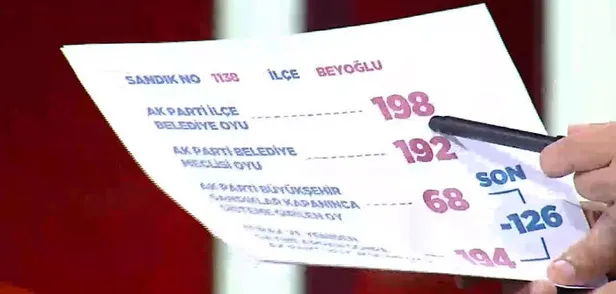 SANDIK NO 1138 İLÇE BEYOĞLU
AK PARTİ İLÇE
BELEDİYE OYU 198
AK PARTİ BELEDİYE
MECLİSİ OYU 192
AK PARTİ BÜYÜKŞEHİR
SANDIKLAR KAPANINCA
SİSTEME GİRİLEN OY 68
SON
-126
194